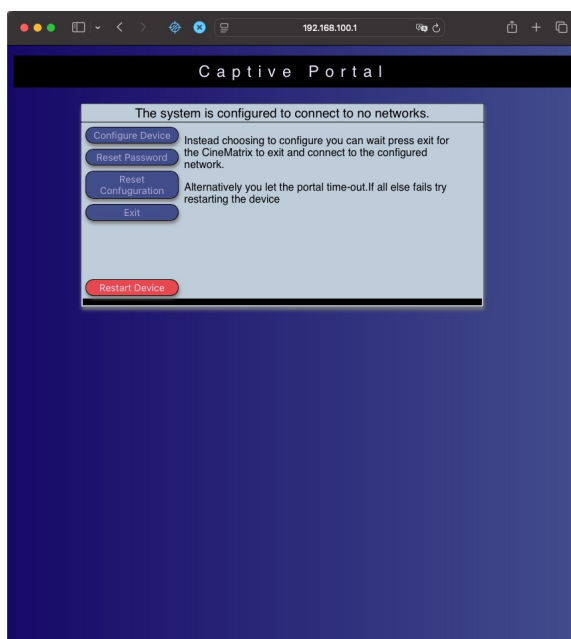 192.168.100.1
Captive Portal
The system is configured to connect to no networks.
Configure Device
Reset Password
Reset
Confuguration
Exit
Instead choosing to configure you can wait press exit for
the CineMatrix to exit and connect to the configured
network.
Alternatively you let the portal time-out.If all else fails try
restarting the device
Restart Device